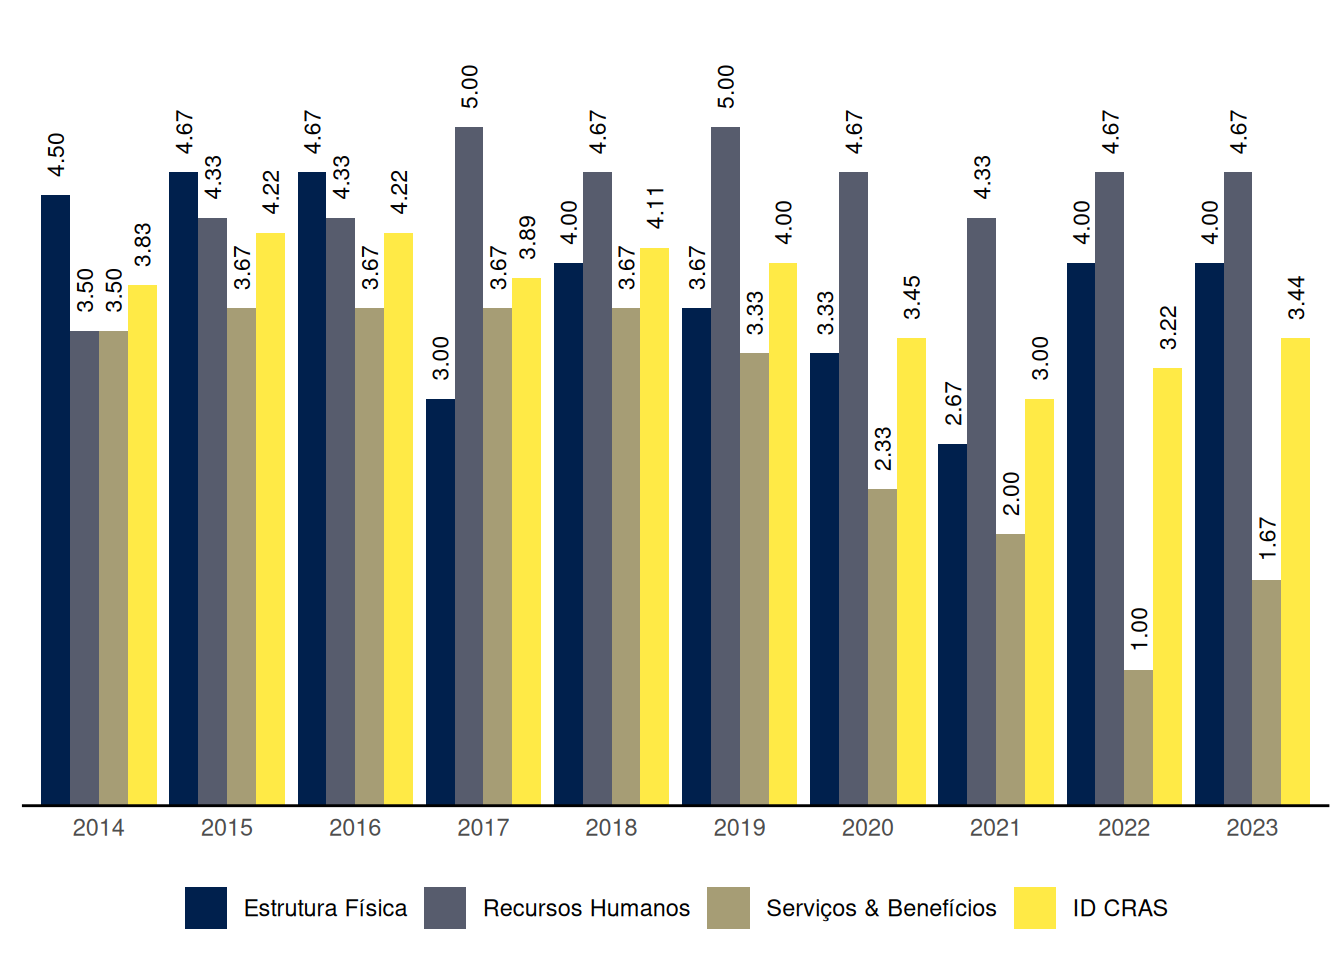 4.50 3.50 3.50 3.83
4.67 4.33 3.67 4.22
4.67 4.33 3.67 4.22
3.00 5.00 3.67 3.89
4.00 4.67 3.67 4.11
3.67 5.00 3.33 4.00
3.33 4.67 2.33 3.45
2.67 4.33 2.00 3.00
4.00 4.67 1.00 3.22
4.00 4.67 1.67 3.44
2014 2015 2016 2017 2018 2019 2020 2021 2022 2023
Estrutura Física Recursos Humanos Serviços & Benefícios ID CRAS